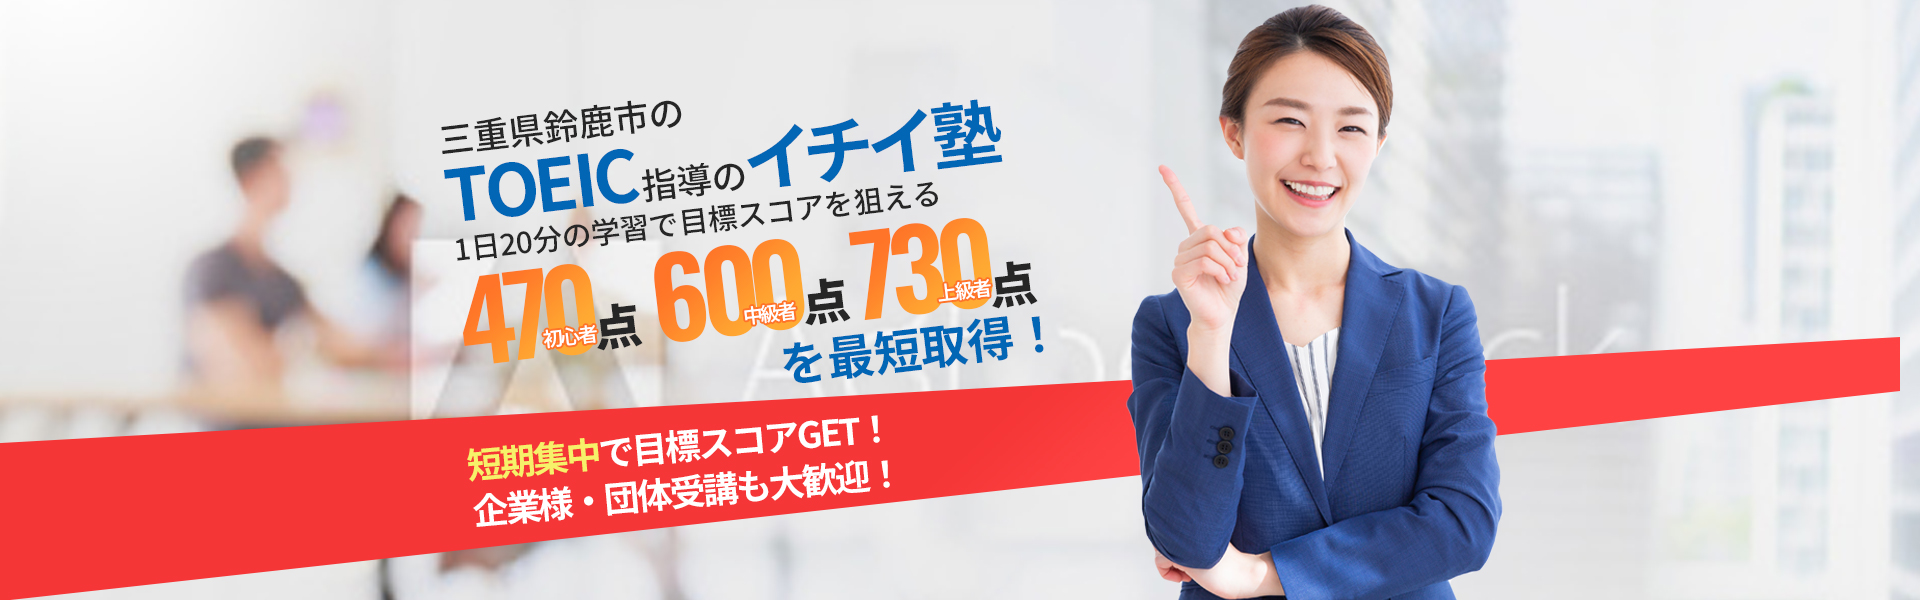 三重県鈴鹿市の
TOEIC指導のイチイ塾
1日20分の学習で目標スコアを狙える
470点 600点 730点
初心者 中級者 上級者
を最短取得！
短期集中で目標スコアGET！
企業様・団体受講も大歓迎！